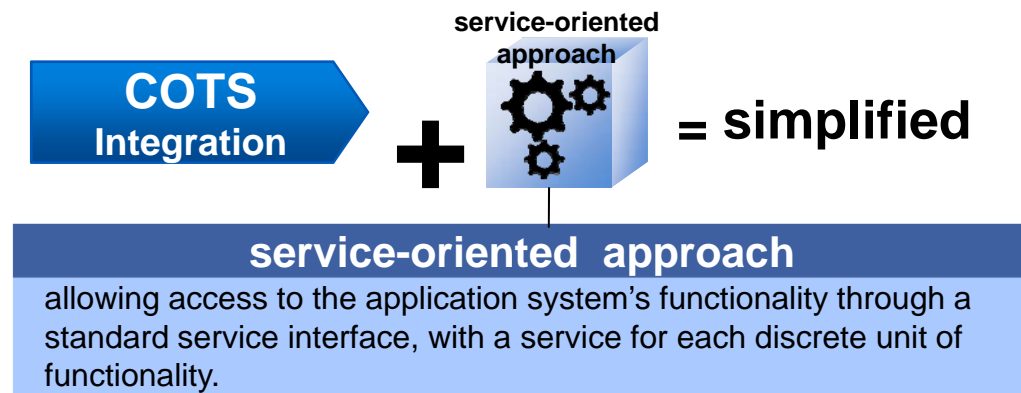 service-oriented
approach
COTS
Integration
+
= simplified
service-oriented approach
allowing access to the application system’s functionality through a
standard service interface, with a service for each discrete unit of
functionality.